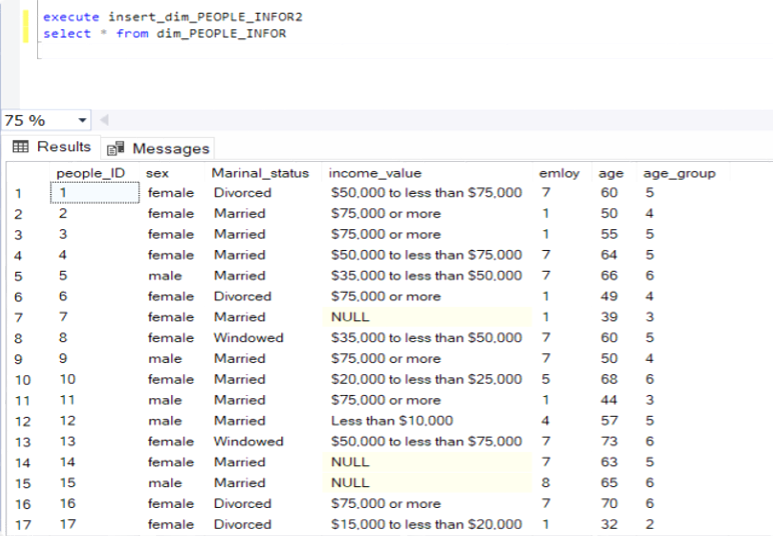 execute insert_dim_PEOPLE_INFOR2
select * from dim_PEOPLE_INFOR
75 %
Results Messages
people_ID sex Marinal_status income_value emloy age age_group
1 1 female Divorced $50,000 to less than $75,000 7 60 5
2 2 female Married $75,000 or more 1 50 4
3 3 female Married $75,000 or more 1 55 5
4 4 female Married $50,000 to less than $75,000 7 64 5
5 5 male Married $35,000 to less than $50,000 7 66 6
6 6 female Divorced $75,000 or more 1 49 4
7 7 female Married NULL 1 39 3
8 8 female Windowed $35,000 to less than $50,000 7 60 5
9 9 male Married $75,000 or more 7 50 4
10 10 female Married $20,000 to less than $25,000 5 68 6
11 11 male Married $75,000 or more 1 44 3
12 12 male Married Less than $10,000 4 57 5
13 13 female Windowed $50,000 to less than $75,000 7 73 6
14 14 female Married NULL 7 63 5
15 15 male Married NULL 8 65 6
16 16 female Divorced $75,000 or more 7 70 6
17 17 female Divorced $15,000 to less than $20,000 1 32 2